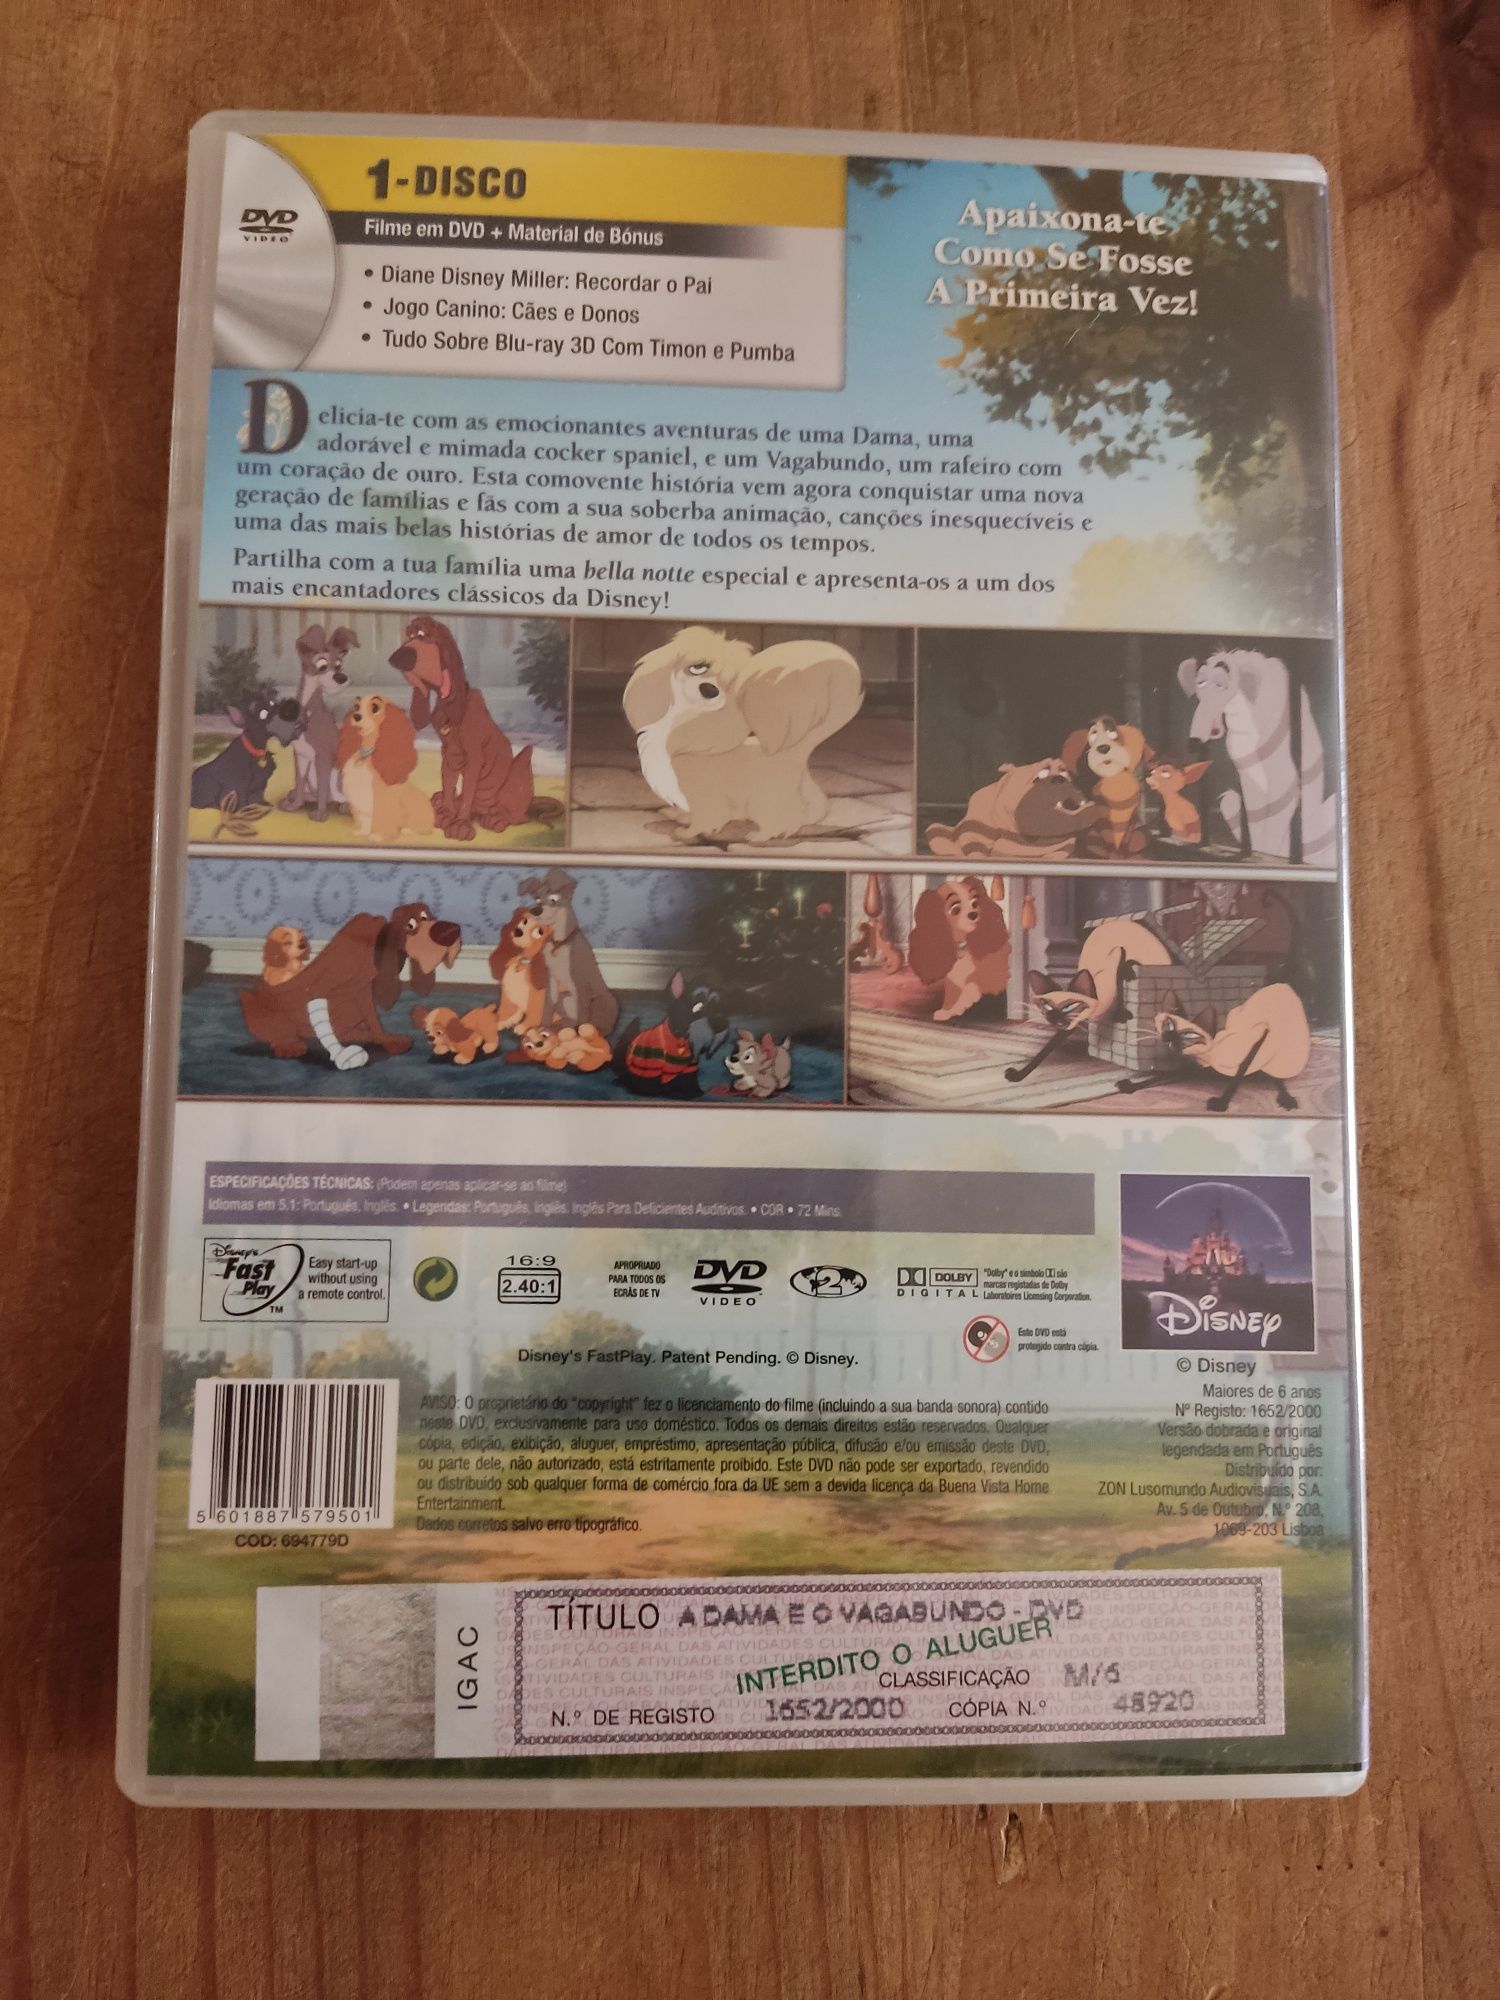 1-DISCO
DVD
VIDEO
Filme em DVD + Material de Bónus
• Diane Disney Miller: Recordar o Pai
• Jogo Canino: Cães e Donos
• Tudo Sobre Blu-ray 3D Com Timon e Pumba
Apaixona-te
Como Se Fosse
A Primeira Vez!
Delicia-te com as emocionantes aventuras de uma Dama, uma
adorável e mimada cocker spaniel, e um Vagabundo, um rafeiro com
um coração de ouro. Esta comovente história vem agora conquistar uma nova
geração de famílias e fãs com a sua soberba animação, canções inesquecíveis e
uma das mais belas histórias de amor de todos os tempos.
Partilha com a tua família uma bella notte especial e apresenta-os a um dos
mais encantadores clássicos da Disney!
ESPECIFICAÇÕES TÉCNICAS: (Podem apenas aplicar-se ao filme)
Idiomas em 5.1: Português, Inglês. • Legendas: Português, Inglês, Inglês Para Deficientes Auditivos. • COR • 72 Mins.
Disney's
Fast
Play
TM
Easy start-up
without using
a remote control.
16:9
2.40:1
APROPRIADO
PARA TODOS OS
ECRÃS DE TV
DVD
VIDEO
2
DOLBY
DIGITAL
"Dolby" e o símbolo DD são
marcas registadas de Dolby
Laboratories Licensing Corporation.
Este DVD está
protegido contra cópia.
Disney
© Disney
Disney's FastPlay. Patent Pending. © Disney.
Maiores de 6 anos
Nº Registo: 1652/2000
Versão dobrada e original
legendada em Português
Distribuído por:
ZON Lusomundo Audiovisuais, S.A.
Av. 5 de Outubro, N.º 208,
1069-203 Lisboa
AVISO: O proprietário do "copyright" fez o licenciamento do filme (incluindo a sua banda sonora) contido
neste DVD, exclusivamente para uso doméstico. Todos os demais direitos estão reservados. Qualquer
cópia, edição, exibição, aluguer, empréstimo, apresentação pública, difusão e/ou emissão deste DVD,
ou parte dele, não autorizado, está estritamente proibido. Este DVD não pode ser exportado, revendido
ou distribuído sob qualquer forma de comércio fora da UE sem a devida licença da Buena Vista Home
Entertainment.
Dados corretos salvo erro tipográfico.
5 601887 579501
COD: 694779D
IGAC
TÍTULO A DAMA E O VAGABUNDO - DVD
INTERDITO O ALUGUER
CLASSIFICAÇÃO M/6
N.º DE REGISTO 1652/2000 CÓPIA N.º 48920